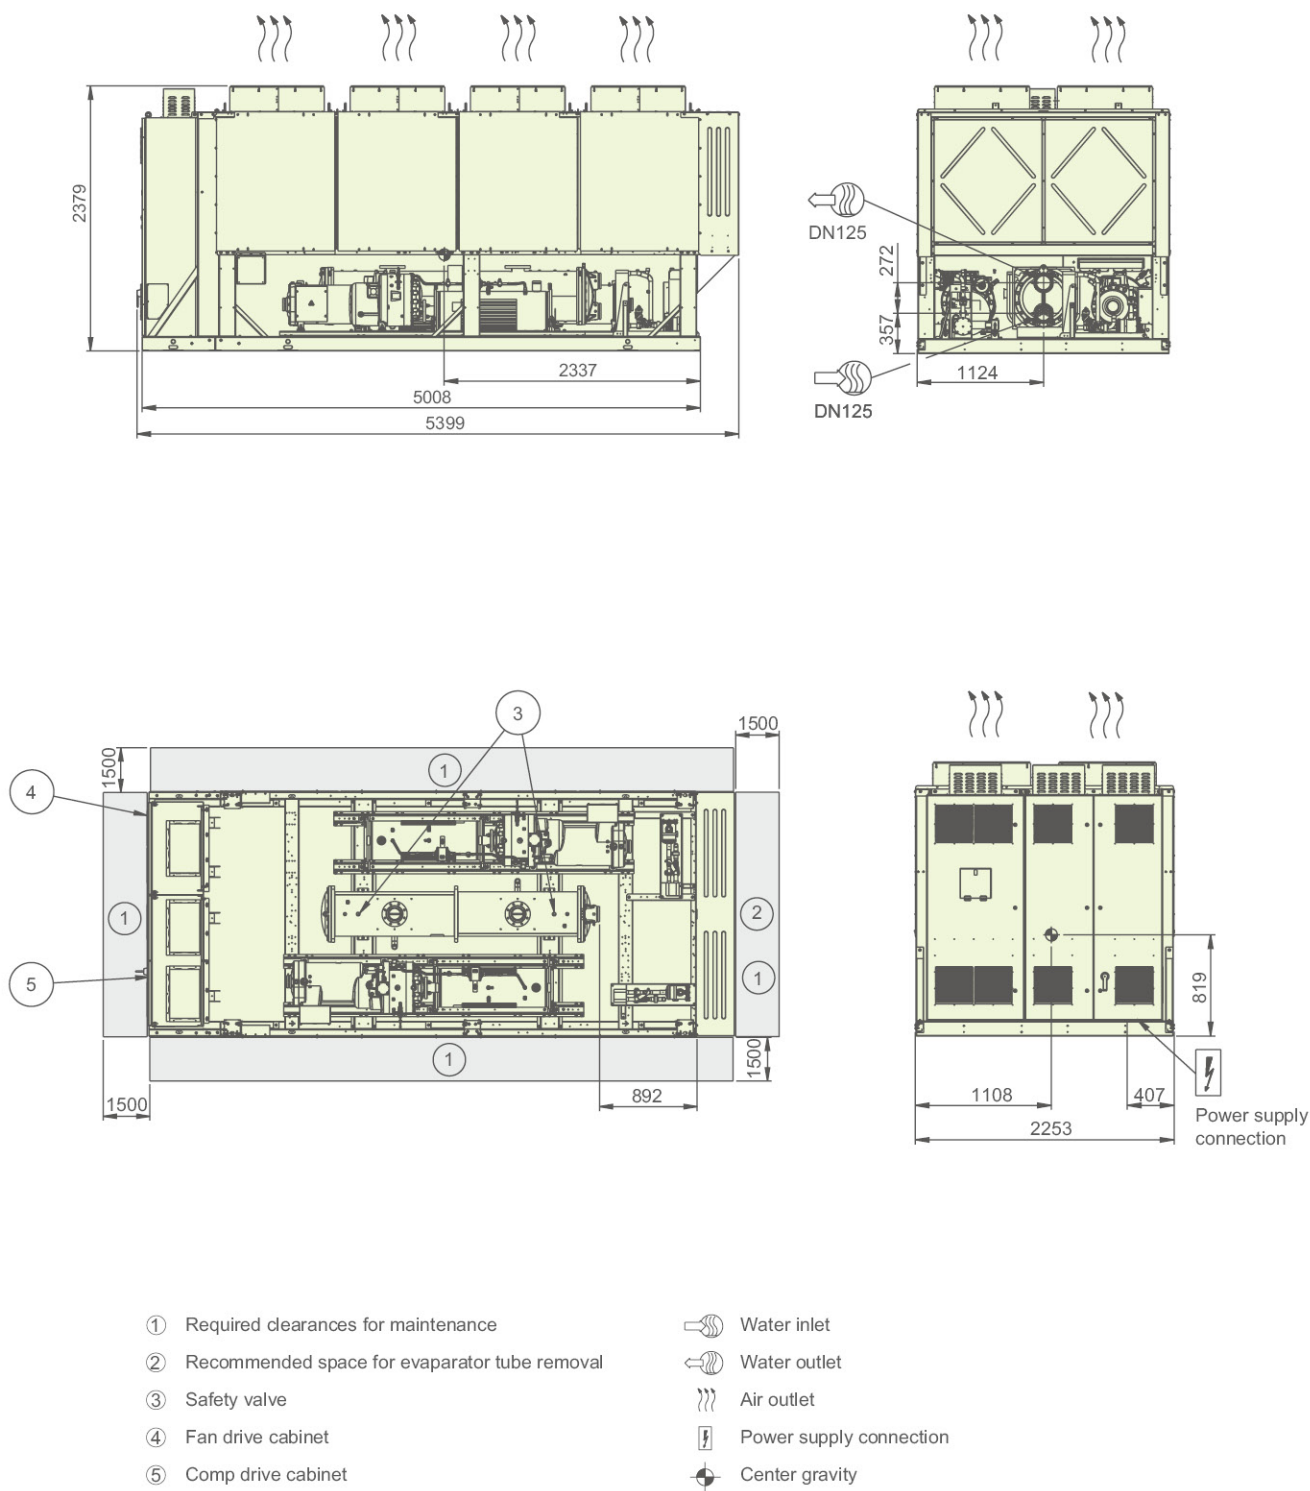 2379
2337
5008
5399
DN125
272
357
DN125
1124
3
1500
1500
1
4
1
2
5
1
1500
1
1500
892
819
1108
407
2253
Power supply
connection
1 Required clearances for maintenance
2 Recommended space for evaparator tube removal
3 Safety valve
4 Fan drive cabinet
5 Comp drive cabinet
Water inlet
Water outlet
Air outlet
Power supply connection
Center gravity